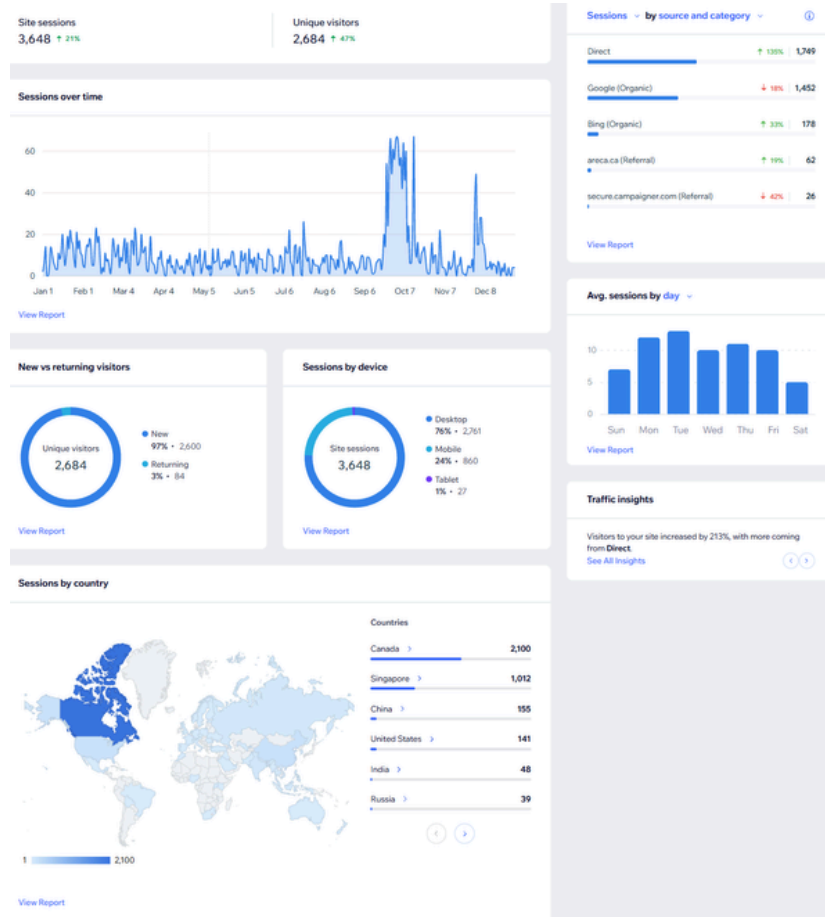 Site sessions
3,648 ↑ 21%
Unique visitors
2,684 ↑ 47%
Sessions over time
60
40
20
0
Jan 1 Feb 1 Mar 4 Apr 4 May 5 Jun 5 Jul 6 Aug 6 Sep 6 Oct 7 Nov 7 Dec 8
View Report
New vs returning visitors
Unique visitors
2,684
New
97% • 2,600
Returning
3% • 84
View Report
Sessions by device
Site sessions
3,648
Desktop
76% • 2,761
Mobile
24% • 860
Tablet
1% • 27
View Report
Sessions by country
1 2,100
Countries
Canada > 2,100
Singapore > 1,012
China > 155
United States > 141
India > 48
Russia > 39
View Report
Sessions by source and category
Direct ↑ 135% 1,749
Google (Organic) ↓ 18% 1,452
Bing (Organic) ↑ 33% 178
areca.ca (Referral) ↑ 19% 62
secure.campaigner.com (Referral) ↓ 42% 26
View Report
Avg. sessions by day
10
5
0
Sun Mon Tue Wed Thu Fri Sat
View Report
Traffic insights
Visitors to your site increased by 213%, with more coming
from Direct.
See All Insights